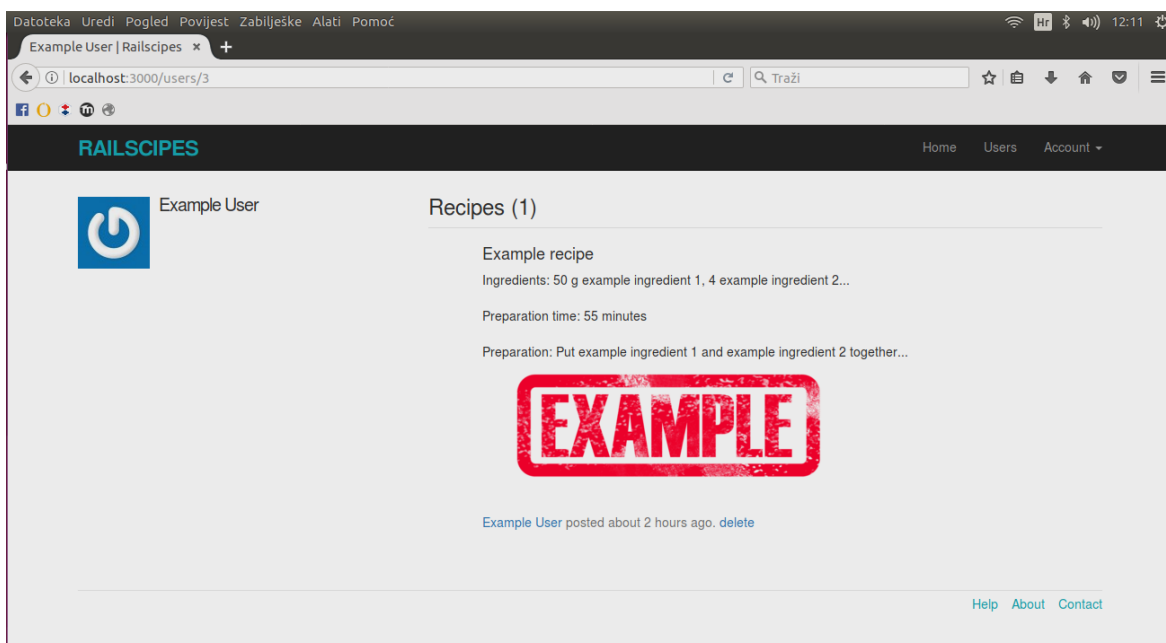 Datoteka Uredi Pogled Povijest Zabilješke Alati Pomoć Hr 12:11
Example User | Railscipes × +
localhost:3000/users/3 Traži
RAILSCIPES Home Users Account
Example User
Recipes (1)
Example recipe
Ingredients: 50 g example ingredient 1, 4 example ingredient 2...
Preparation time: 55 minutes
Preparation: Put example ingredient 1 and example ingredient 2 together...
EXAMPLE
Example User posted about 2 hours ago. delete
Help About Contact